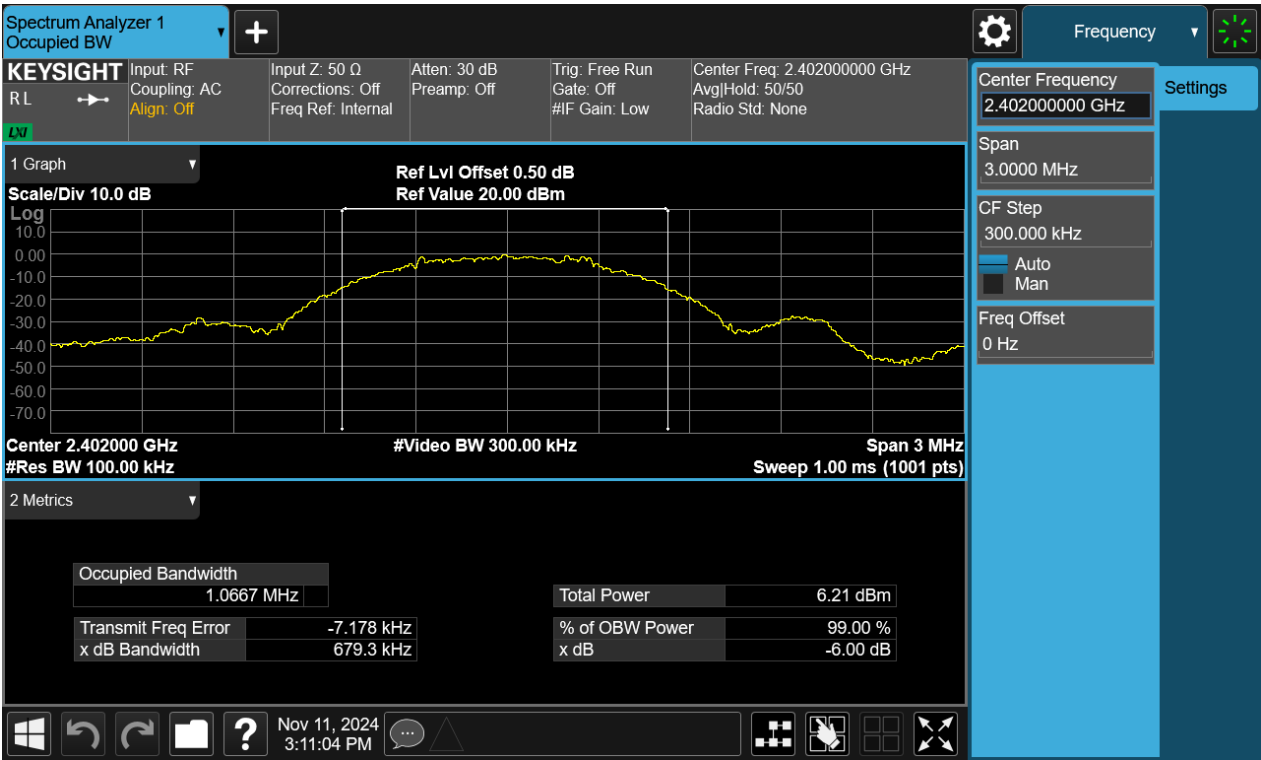 Spectrum Analyzer 1
Occupied BW
Frequency
KEYSIGHT
R L
LXI
Input: RF
Coupling: AC
Align: Off
Input Z: 50 Ω
Corrections: Off
Freq Ref: Internal
Atten: 30 dB
Preamp: Off
Trig: Free Run
Gate: Off
#IF Gain: Low
Center Freq: 2.402000000 GHz
Avg|Hold: 50/50
Radio Std: None
Center Frequency
2.402000000 GHz
Settings
Span
3.0000 MHz
CF Step
300.000 kHz
Auto
Man
Freq Offset
0 Hz
1 Graph
Scale/Div 10.0 dB
Ref Lvl Offset 0.50 dB
Ref Value 20.00 dBm
Log
10.0
0.00
-10.0
-20.0
-30.0
-40.0
-50.0
-60.0
-70.0
Center 2.402000 GHz
#Video BW 300.00 kHz
Span 3 MHz
#Res BW 100.00 kHz
Sweep 1.00 ms (1001 pts)
2 Metrics
Occupied Bandwidth
1.0667 MHz
Total Power 6.21 dBm
Transmit Freq Error -7.178 kHz
% of OBW Power 99.00 %
x dB Bandwidth 679.3 kHz
x dB -6.00 dB
?
Nov 11, 2024
3:11:04 PM